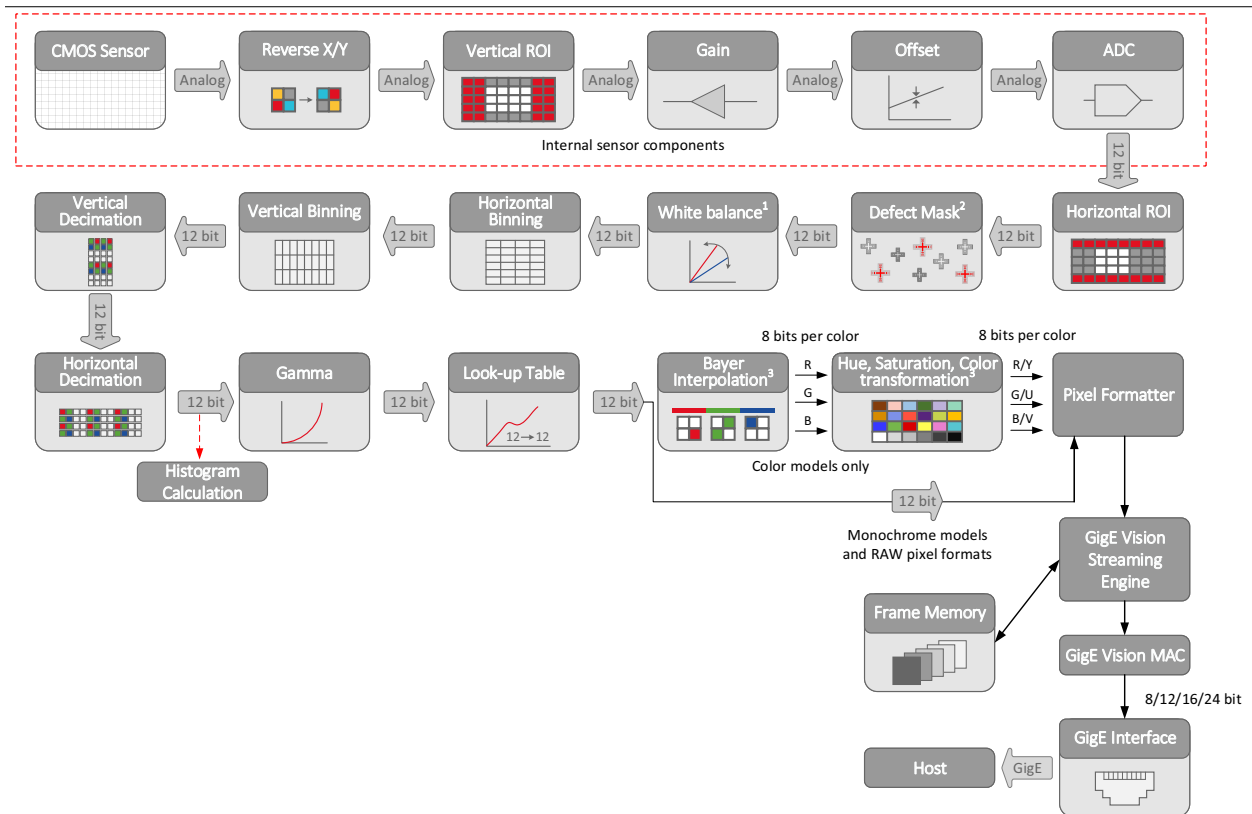 CMOS Sensor
Analog
Reverse X/Y
Analog
Vertical ROI
Analog
Gain
Analog
Offset
Analog
ADC
Internal sensor components
12 bit
Vertical
Decimation
12 bit
Vertical Binning
12 bit
Horizontal
Binning
12 bit
White balance¹
12 bit
Defect Mask²
12 bit
Horizontal ROI
12 bit
Horizontal
Decimation
12 bit
Gamma
12 bit
Look-up Table
12→12
12 bit
8 bits per color
Bayer
Interpolation³
R
G
B
8 bits per color
Hue, Saturation, Color
transformation³
R/Y
G/U
B/V
Pixel Formatter
Color models only
Histogram
Calculation
12 bit
Monochrome models
and RAW pixel formats
GigE Vision
Streaming
Engine
Frame Memory
GigE Vision MAC
8/12/16/24 bit
GigE Interface
GigE
Host